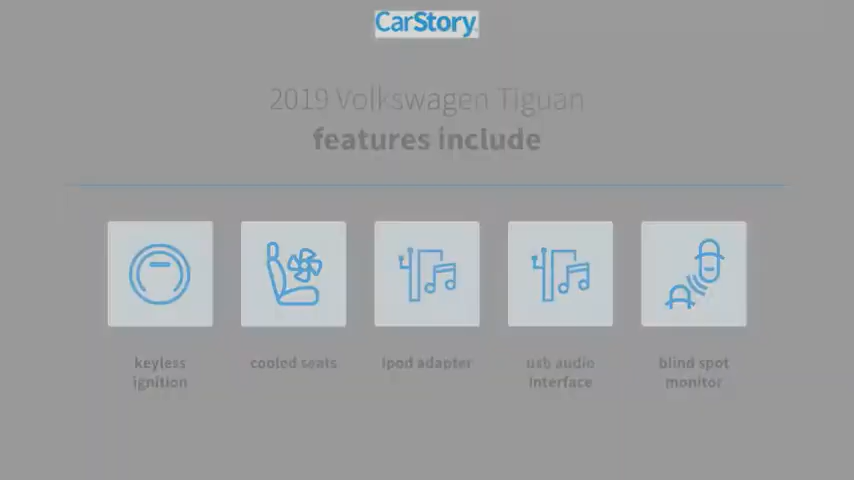 CarStory
2019 Volkswagen Tiguan
features include
keyless
ignition
cooled seats
ipod adapter
usb audio
interface
blind spot
monitor